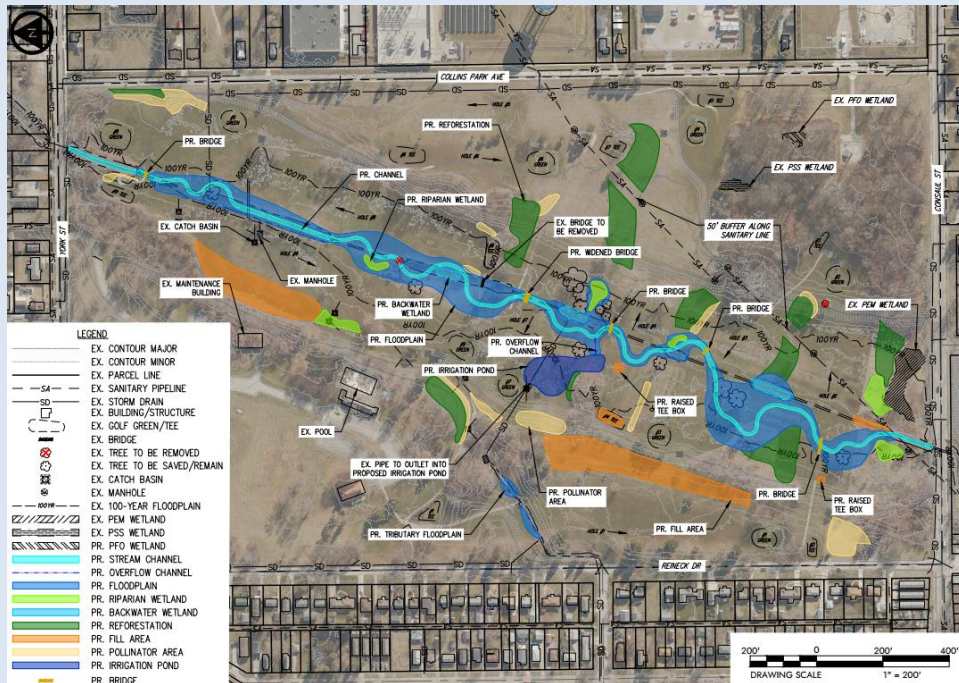 COLLINS PARK AVE
YORK ST
CONSAUL ST
REINECK DR
PR. BRIDGE
PR. REFORESTATION
PR. CHANNEL
PR. RIPARIAN WETLAND
EX. BRIDGE TO
BE REMOVED
PR. WIDENED BRIDGE
EX. PFO WETLAND
EX. PSS WETLAND
50' BUFFER ALONG
SANITARY LINE
EX. CATCH BASIN
EX. MANHOLE
EX. MAINTENANCE
BUILDING
PR. BACKWATER
WETLAND
PR. FLOODPLAIN
PR. BRIDGE
PR. BRIDGE
EX. PEM WETLAND
PR. OVERFLOW
CHANNEL
PR. IRRIGATION POND
PR. RAISED
TEE BOX
EX. POOL
EX. PIPE TO OUTLET INTO
PROPOSED IRRIGATION POND
PR. POLLINATOR
AREA
PR. BRIDGE
PR. RAISED
TEE BOX
PR. TRIBUTARY FLOODPLAIN
PR. FILL AREA
LEGEND
EX. CONTOUR MAJOR
EX. CONTOUR MINOR
EX. PARCEL LINE
SA EX. SANITARY PIPELINE
SD EX. STORM DRAIN
EX. BUILDING/STRUCTURE
EX. GOLF GREEN/TEE
EX. BRIDGE
EX. TREE TO BE REMOVED
EX. TREE TO BE SAVED/REMAIN
EX. CATCH BASIN
EX. MANHOLE
100YR EX. 100-YEAR FLOODPLAIN
EX. PEM WETLAND
EX. PSS WETLAND
PR. PFO WETLAND
PR. STREAM CHANNEL
PR. OVERFLOW CHANNEL
PR. FLOODPLAIN
PR. RIPARIAN WETLAND
PR. BACKWATER WETLAND
PR. REFORESTATION
PR. FILL AREA
PR. POLLINATOR AREA
PR. IRRIGATION POND
PR. BRIDGE
200' 0 200' 400'
DRAWING SCALE 1" = 200'